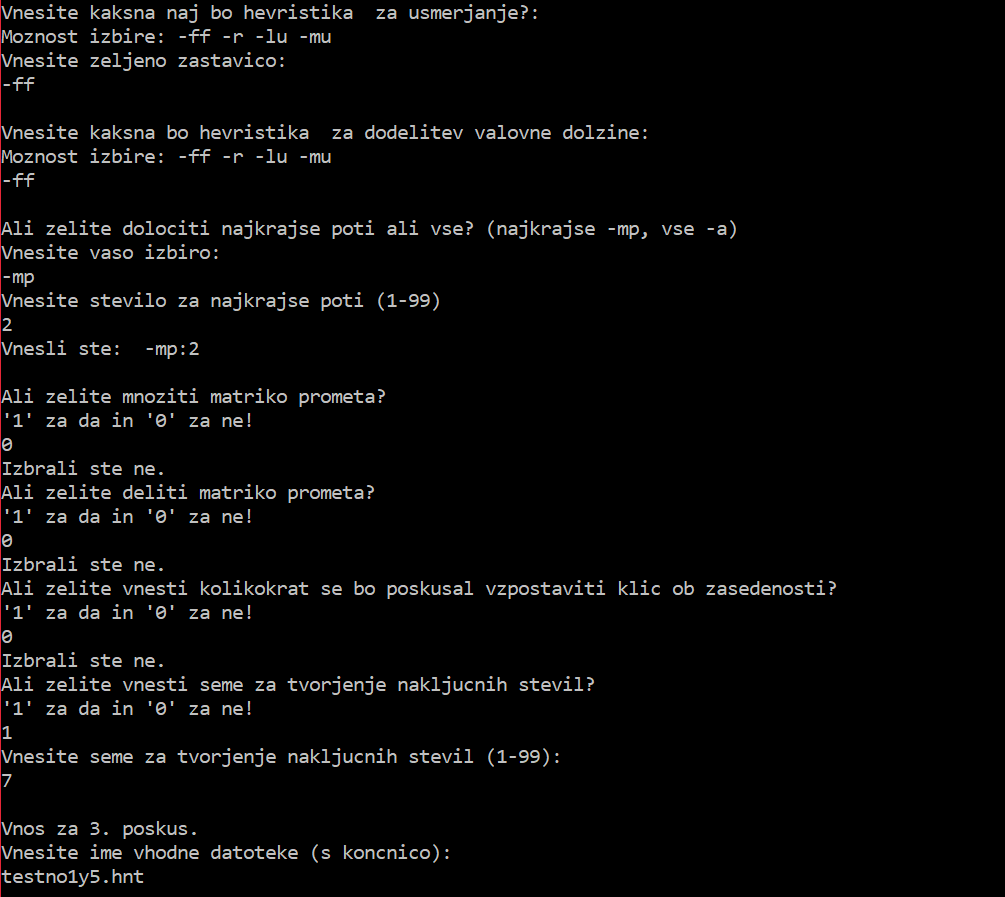 Vnesite kaksna naj bo hevristika  za usmerjanje?:
Moznost izbire: -ff -r -lu -mu
Vnesite zeljeno zastavico:
-ff
Vnesite kaksna bo hevristika  za dodelitev valovne dolzine:
Moznost izbire: -ff -r -lu -mu
-ff
Ali zelite dolociti najkrajse poti ali vse? (najkrajse -mp, vse -a)
Vnesite vaso izbiro:
-mp
Vnesite stevilo za najkrajse poti (1-99)
2
Vnesli ste:  -mp:2
Ali zelite mnoziti matriko prometa?
'1' za da in '0' za ne!
0
Izbrali ste ne.
Ali zelite deliti matriko prometa?
'1' za da in '0' za ne!
0
Izbrali ste ne.
Ali zelite vnesti kolikokrat se bo poskusal vzpostaviti klic ob zasedenosti?
'1' za da in '0' za ne!
0
Izbrali ste ne.
Ali zelite vnesti seme za tvorjenje nakljucnih stevil?
'1' za da in '0' za ne!
1
Vnesite seme za tvorjenje nakljucnih stevil (1-99):
7
Vnos za 3. poskus.
Vnesite ime vhodne datoteke (s koncnico):
testno1y5.hnt